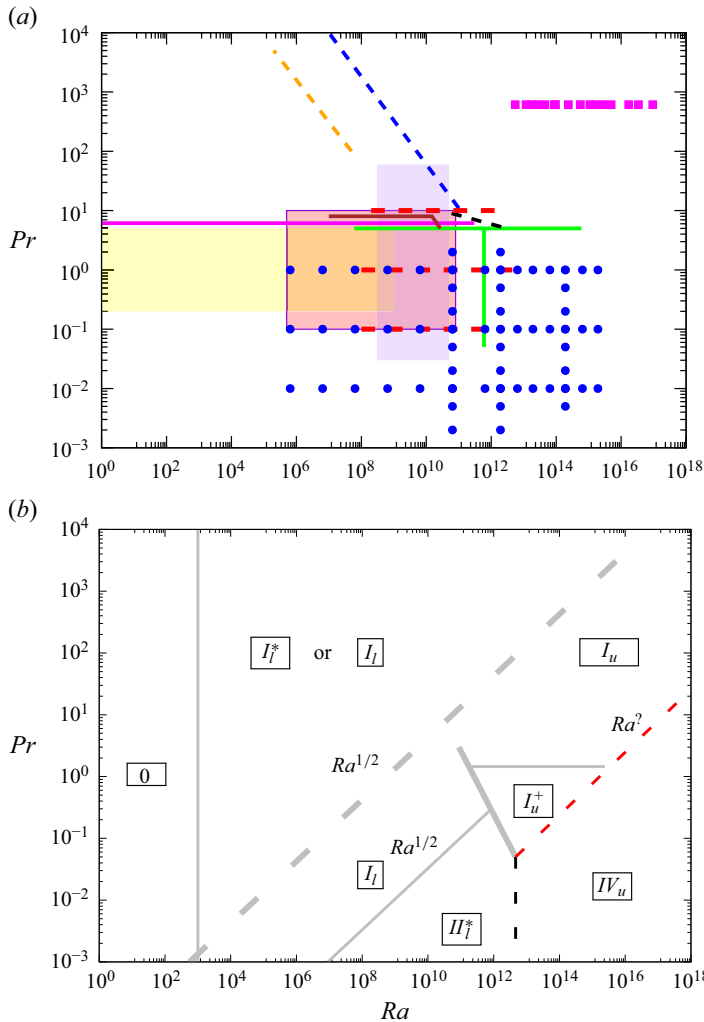 (a)
10^4
10^3
10^2
Pr 10^1
10^0
10^−1
10^−2
10^−3
10^0 10^2 10^4 10^6 10^8 10^10 10^12 10^14 10^16 10^18
(b)
10^4
10^3
10^2 I_l^* or I_l I_u
Pr 10^1 Ra^?
10^0 0 Ra^{1/2} I_u^+
10^−1 Ra^{1/2}
10^−2 I_l IV_u
II_l^*
10^−3
10^0 10^2 10^4 10^6 10^8 10^10 10^12 10^14 10^16 10^18
Ra